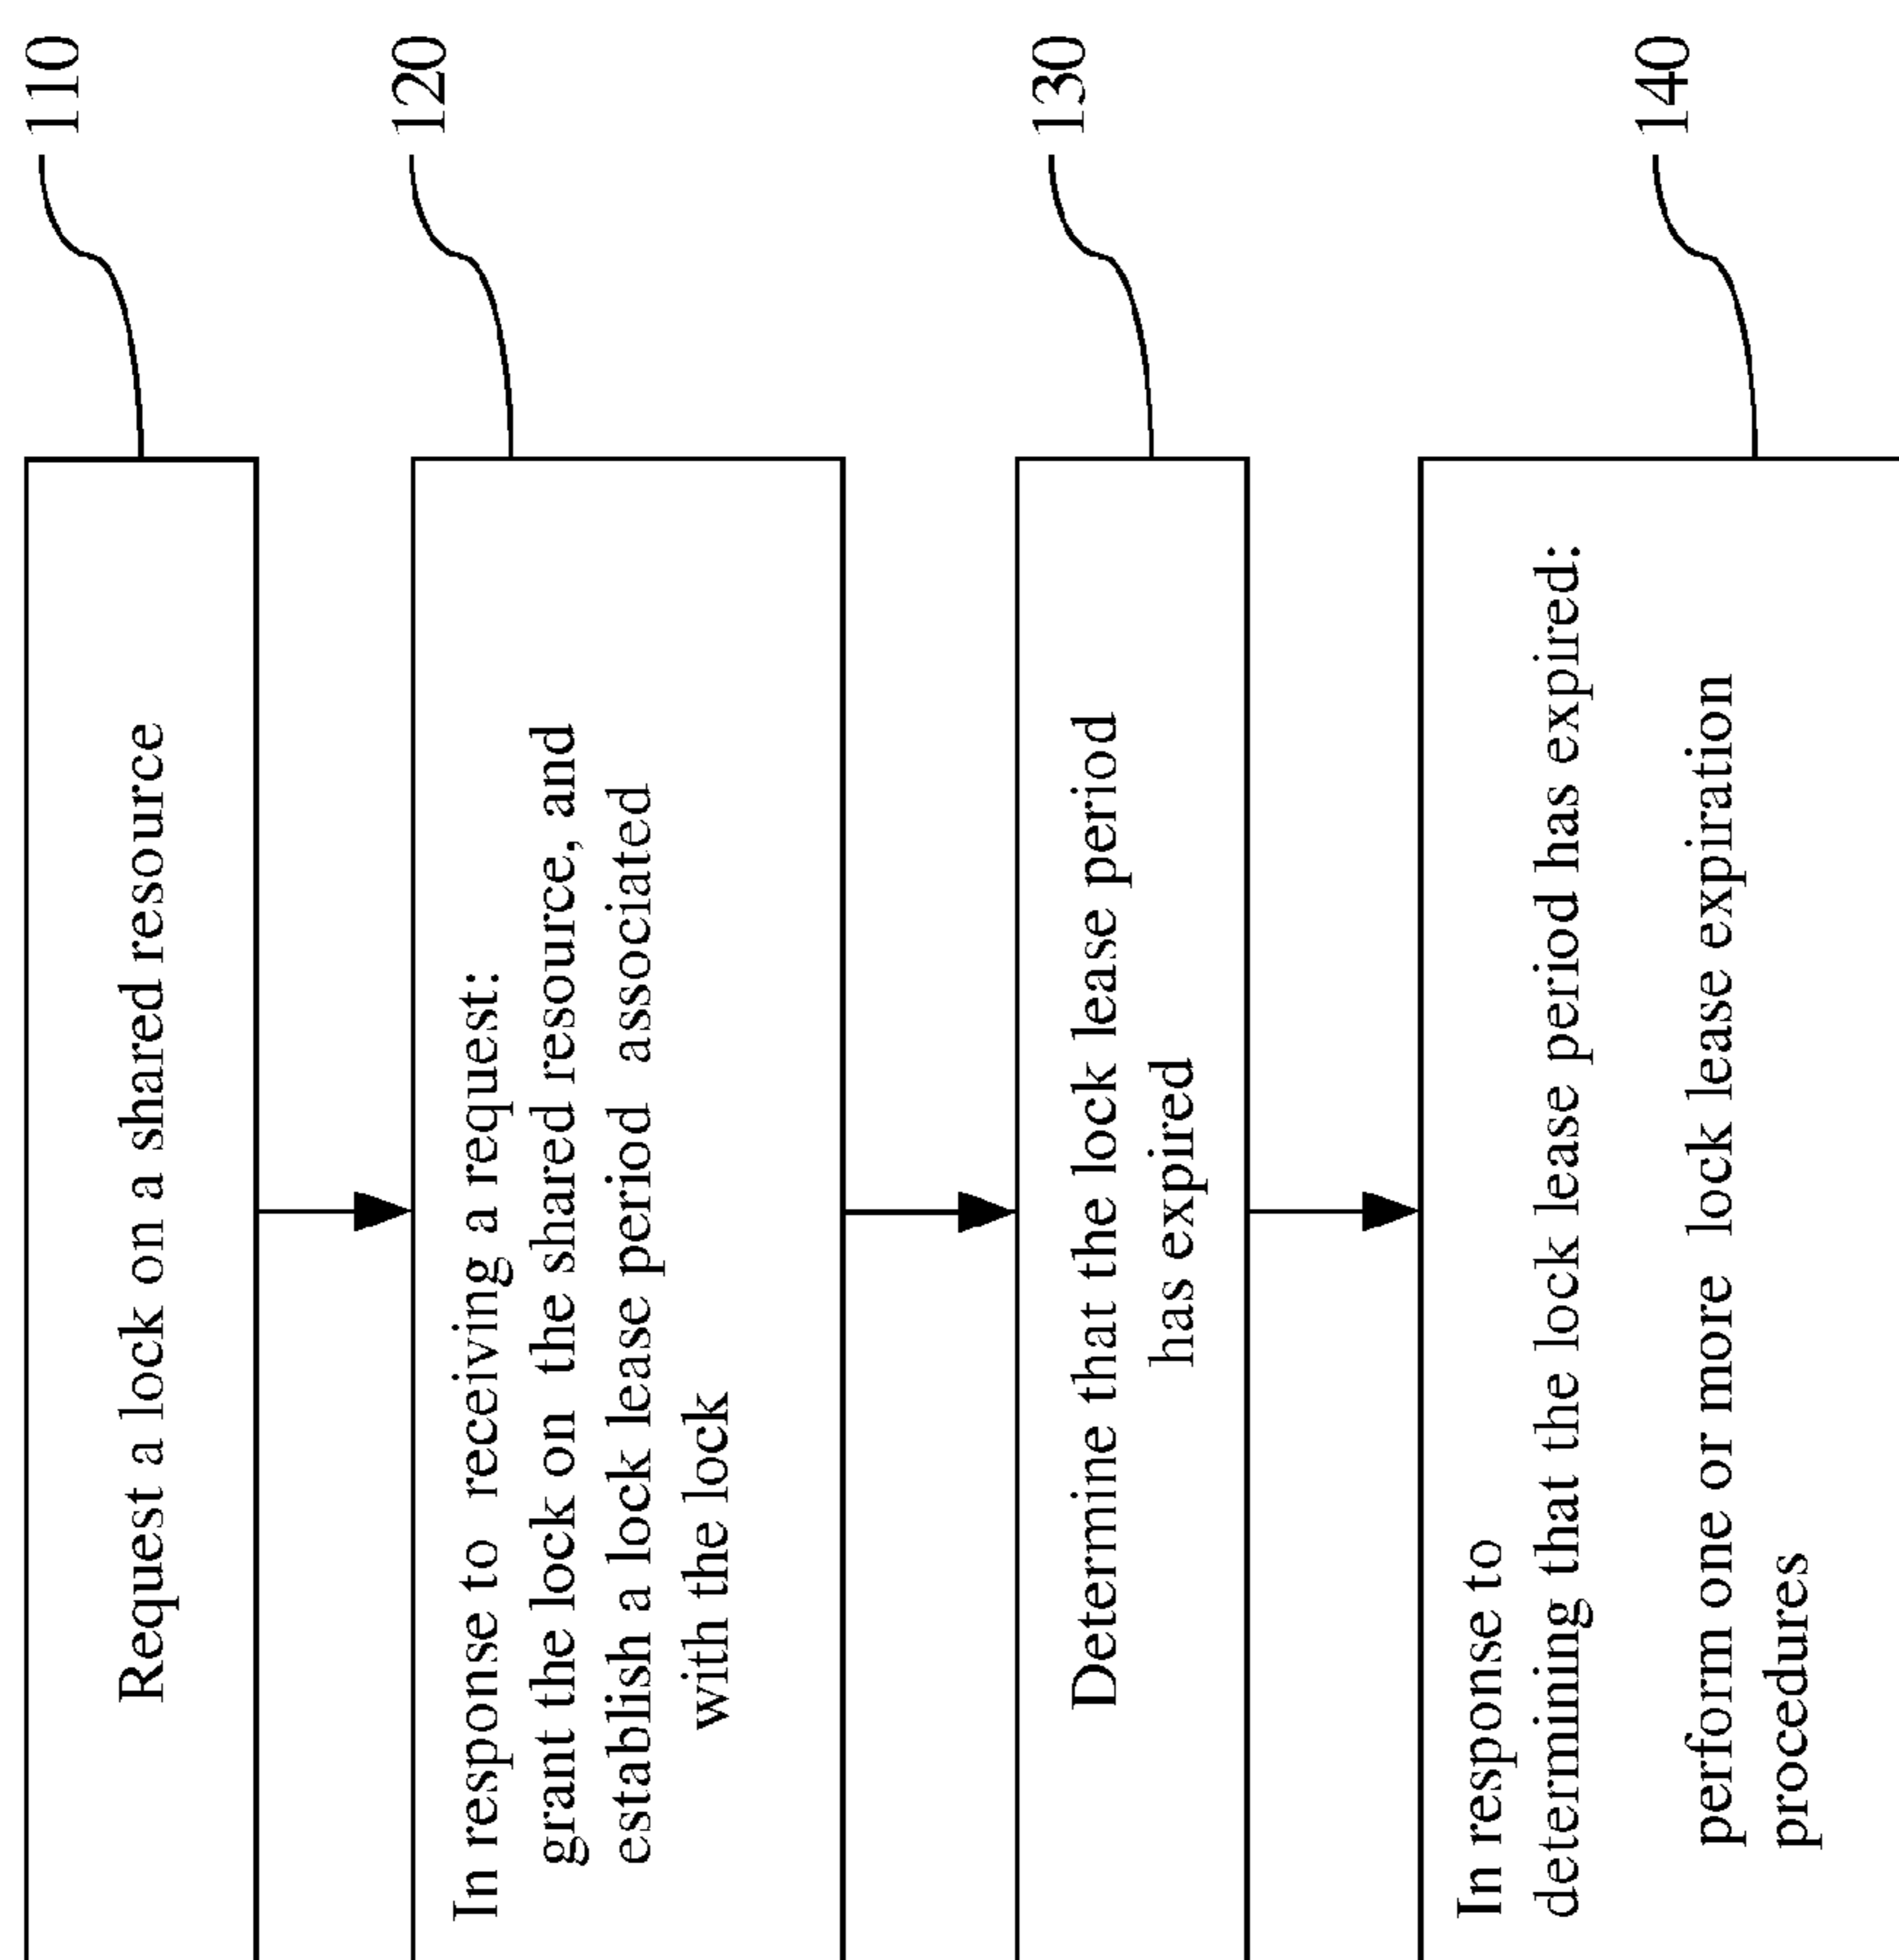 110
Request a lock on a shared resource
120
In response to receiving a request:
grant the lock on the shared resource, and
establish a lock lease period associated
with the lock
130
Determine that the lock lease period
has expired
140
In response to
determining that the lock lease period has expired:
perform one or more lock lease expiration
procedures